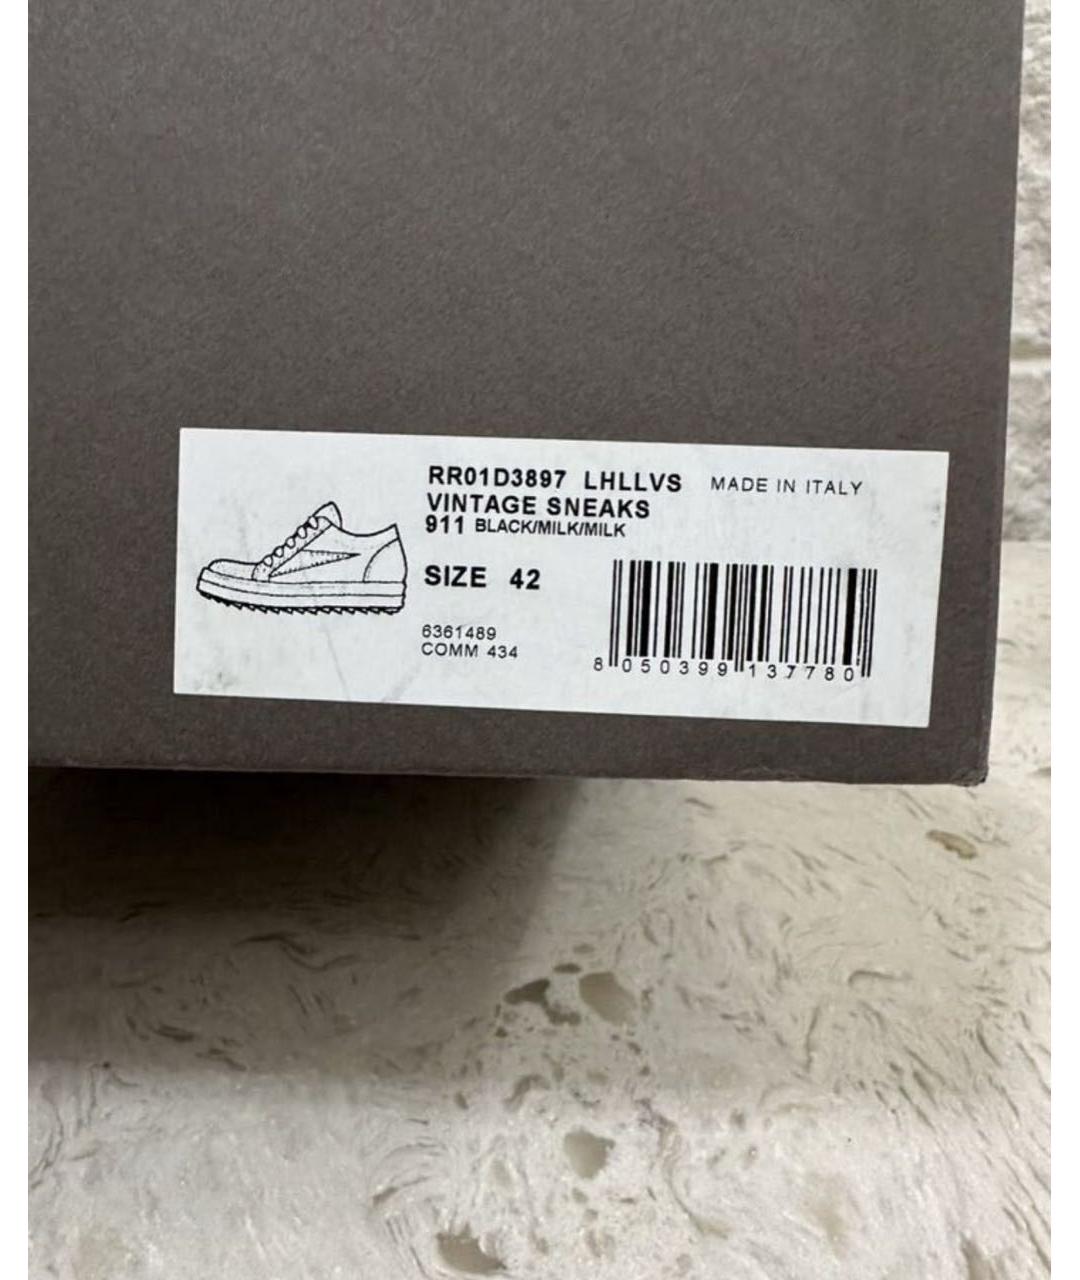 RR01D3897 LHLLVS MADE IN ITALY
VINTAGE SNEAKS
911 BLACK/MILK/MILK
SIZE 42
6361489
COMM 434
8 050399 137780